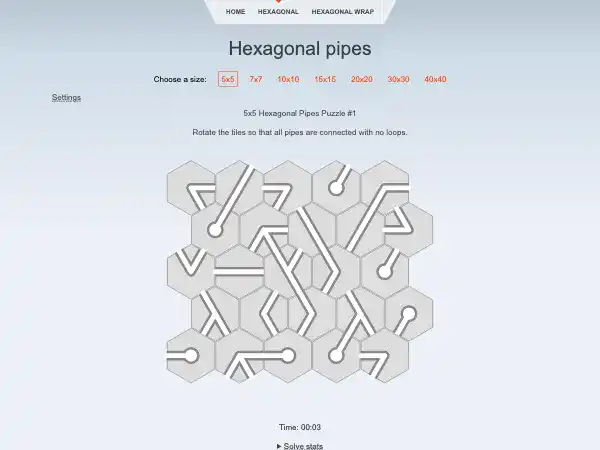 HOME HEXAGONAL HEXAGONAL WRAP
Hexagonal pipes
Choose a size: 5x5 7x7 10x10 15x15 20x20 30x30 40x40
Settings
5x5 Hexagonal Pipes Puzzle #1
Rotate the tiles so that all pipes are connected with no loops.
Time: 00:03
▸ Solve stats